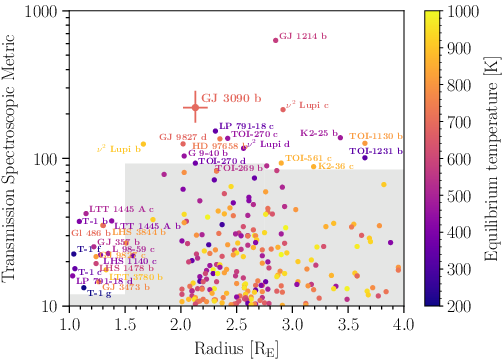 Transmission Spectroscopic Metric
1000
100
10
GJ 1214 b
GJ 3090 b
ν² Lupi c
LP 791-18 c
TOI-270 c
K2-25 b
TOI-1130 b
ν² Lupi b
GJ 9827 d
HD 97658 b
ν² Lupi d
G 9-40 b
TOI-270 d
TOI-1231 b
TOI-269 b
TOI-561 c
K2-36 c
LTT 1445 A c
T-1 b
LTT 1445 A b
Gl 486 b
LHS 3844 b
GJ 357 b
T-1 f
L 98-59 c
LHS 1140 c
T-1 c
LHS 1478 b
LTT 3780 b
LP 791-18 d
GJ 3473 b
T-1 g
1.0
1.5
2.0
2.5
3.0
3.5
4.0
Radius [R_E]
1000
900
800
700
600
500
400
300
200
Equilibrium temperature [K]